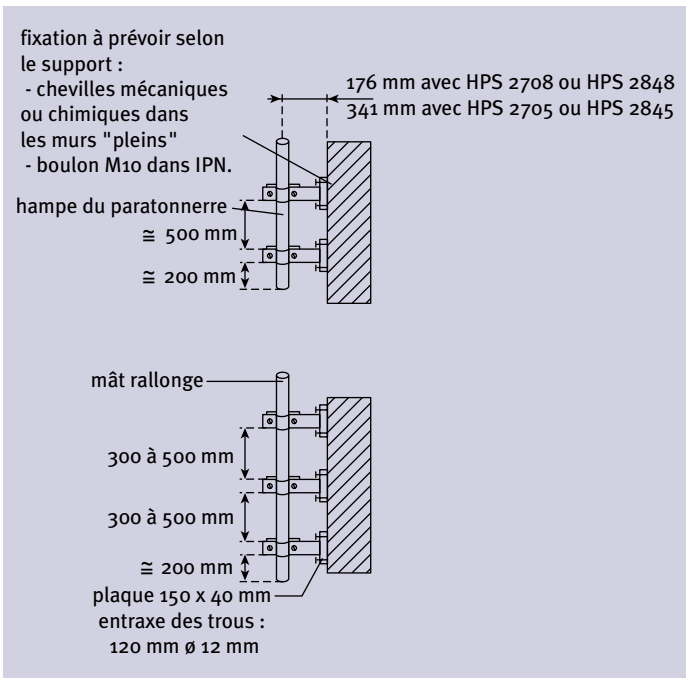 fixation à prévoir selon
le support :
- chevilles mécaniques
ou chimiques dans
les murs "pleins"
- boulon M10 dans IPN.
176 mm avec HPS 2708 ou HPS 2848
341 mm avec HPS 2705 ou HPS 2845
hampe du paratonnerre
≅ 500 mm
≅ 200 mm
mât rallonge
300 à 500 mm
300 à 500 mm
≅ 200 mm
plaque 150 x 40 mm
entraxe des trous :
120 mm ø 12 mm